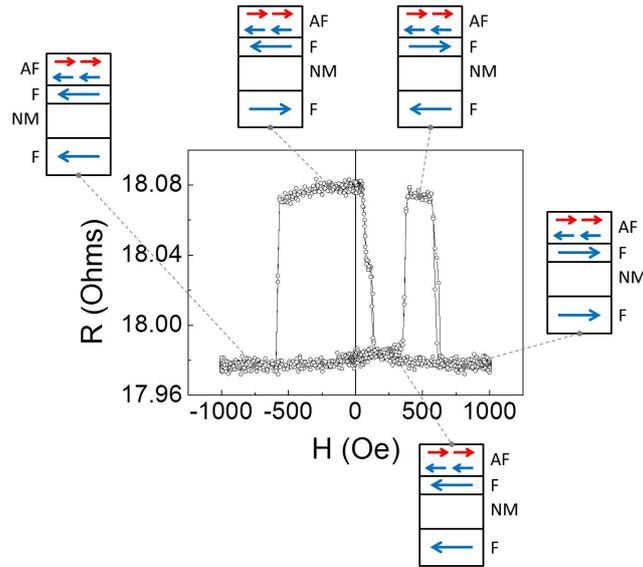 AF
F
NM
F
AF
F
NM
F
AF
F
NM
F
18.08
18.04
18.00
17.96
R (Ohms)
-1000 -500 0 500 1000
H (Oe)
AF
F
NM
F
AF
F
NM
F